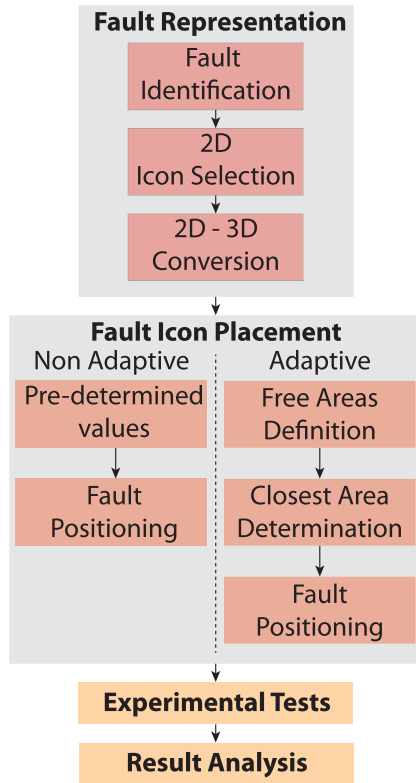 Fault Representation
Fault
Identification
2D
Icon Selection
2D - 3D
Conversion
Fault Icon Placement
Non Adaptive
Pre-determined
values
Fault
Positioning
Adaptive
Free Areas
Definition
Closest Area
Determination
Fault
Positioning
Experimental Tests
Result Analysis